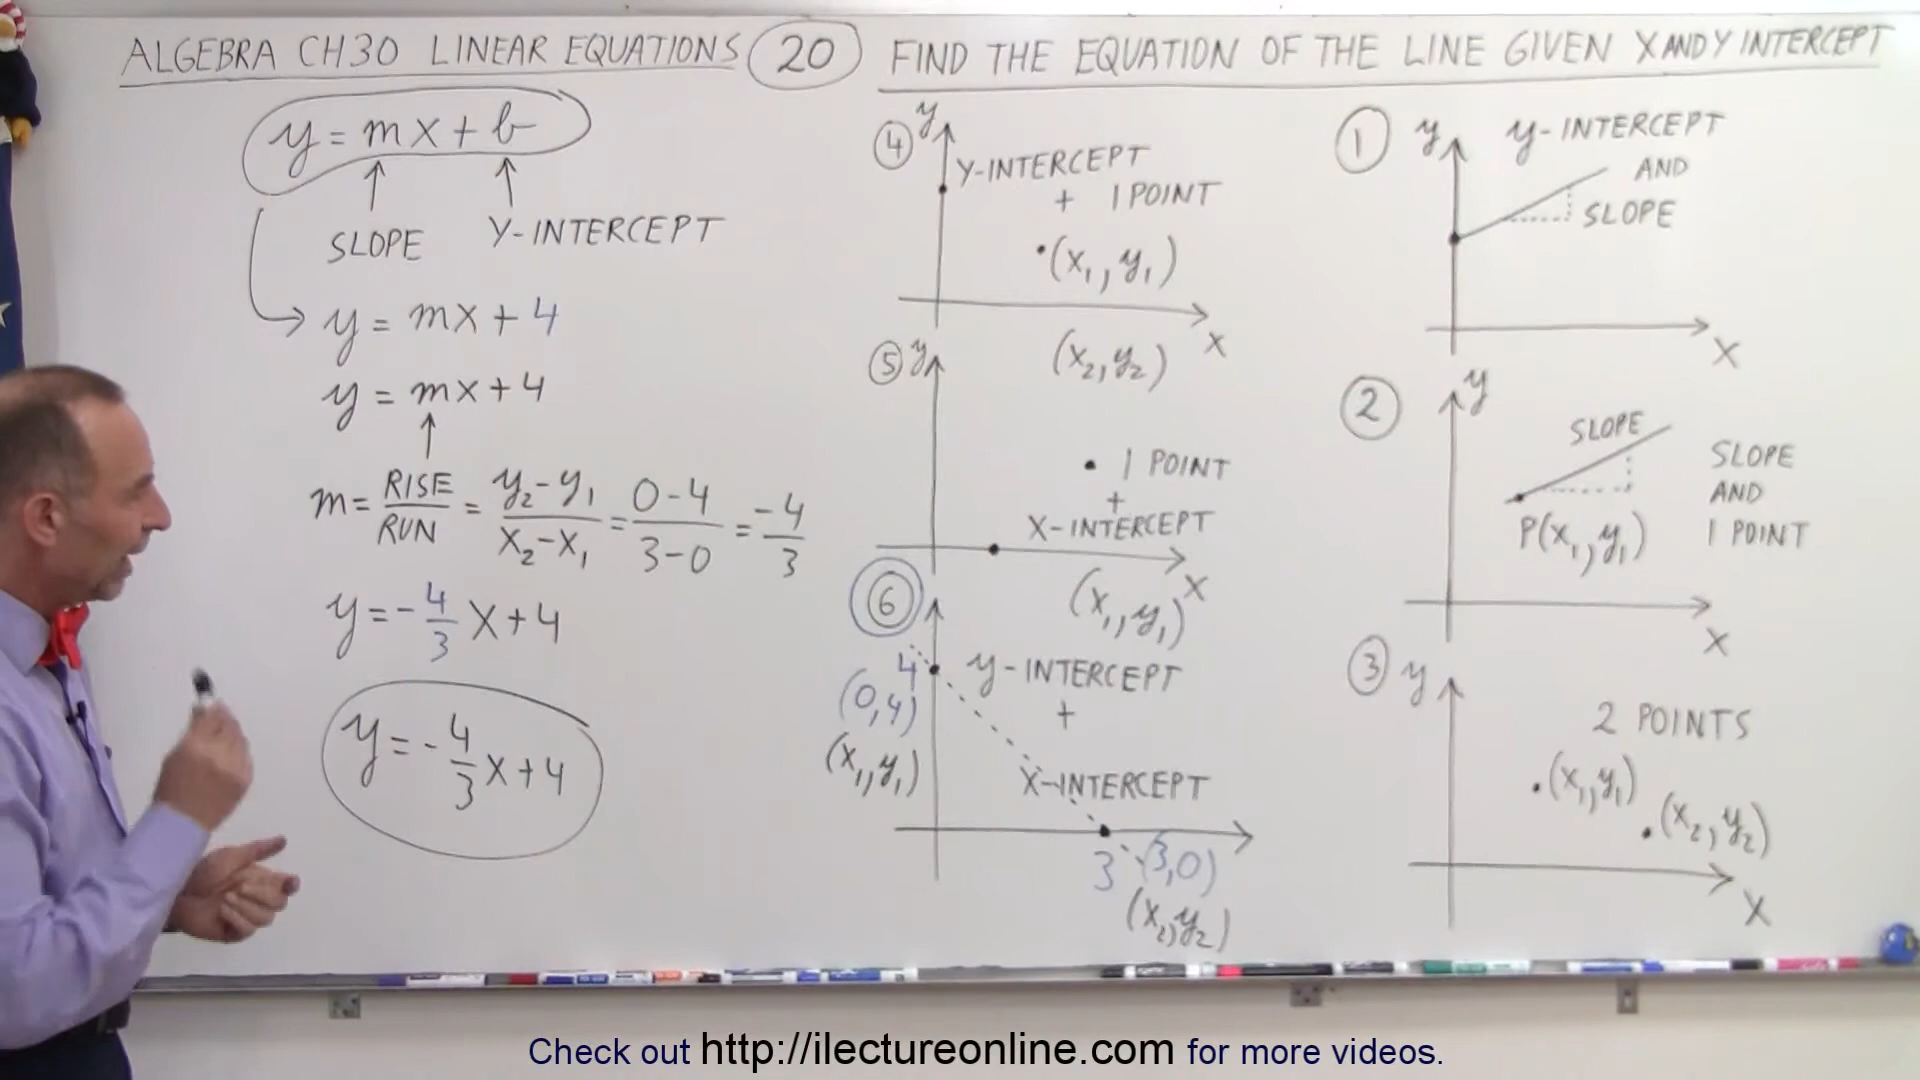 ALGEBRA CH 30 LINEAR EQUATIONS 20 FIND THE EQUATION OF THE LINE GIVEN X AND Y INTERCEPT
y = mx + b
SLOPE Y-INTERCEPT
y = mx + 4
y = mx + 4
m = RISE/RUN = (y₂-y₁)/(x₂-x₁) = (0-4)/(3-0) = -4/3
y = -4/3 x + 4
y = -4/3 x + 4
4 y
Y-INTERCEPT
+ 1 POINT
(x₁, y₁)
x
(x₂, y₂)
5 y
1 POINT
+
X-INTERCEPT
x
(x₁, y₁)
6
4 y-INTERCEPT
(0,4) +
(x₁, y₁) X-INTERCEPT
3 (3,0)
(x₂, y₂)
1 y y-INTERCEPT
AND
SLOPE
x
2 y
SLOPE
SLOPE
AND
P(x₁, y₁) 1 POINT
x
3 y
2 POINTS
(x₁, y₁)
(x₂, y₂)
x
Check out http://ilectureonline.com for more videos.